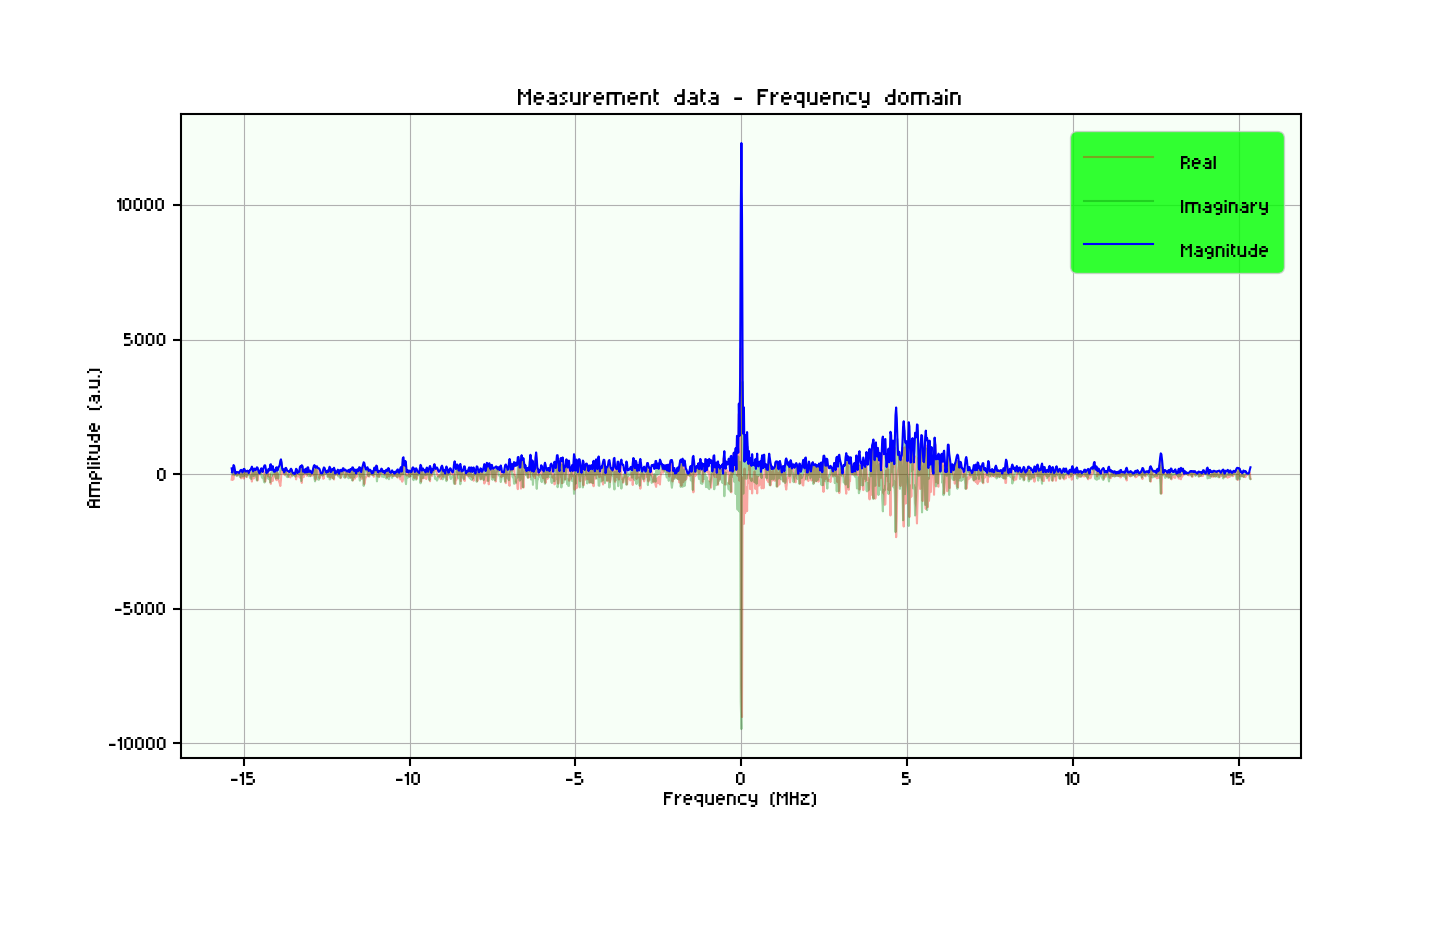 Measurement data - Frequency domain
Real
Imaginary
Magnitude
10000
5000
0
-5000
-10000
Amplitude (a.u.)
-15 -10 -5 0 5 10 15
Frequency (MHz)